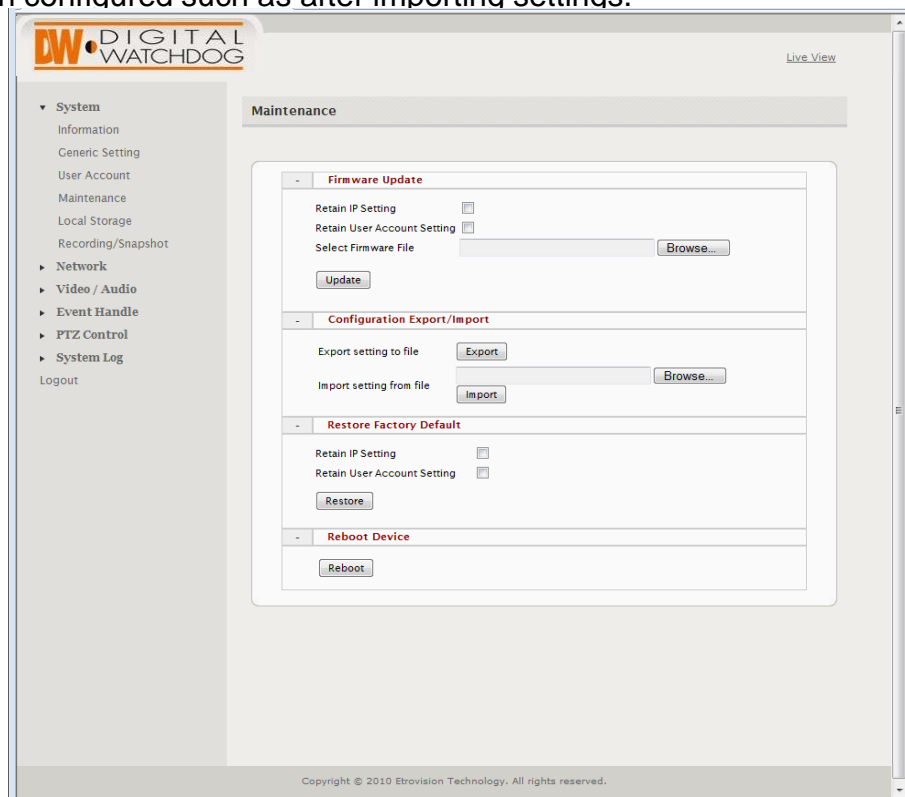 configured such as after importing settings.
DW DIGITAL
WATCHDOG
Live View
System
Information
Generic Setting
User Account
Maintenance
Local Storage
Recording/Snapshot
Network
Video / Audio
Event Handle
PTZ Control
System Log
Logout
Maintenance
- Firmware Update
Retain IP Setting
Retain User Account Setting
Select Firmware File Browse...
Update
- Configuration Export/Import
Export setting to file Export
Import setting from file Browse...
Import
- Restore Factory Default
Retain IP Setting
Retain User Account Setting
Restore
- Reboot Device
Reboot
Copyright © 2010 Etrovision Technology. All rights reserved.